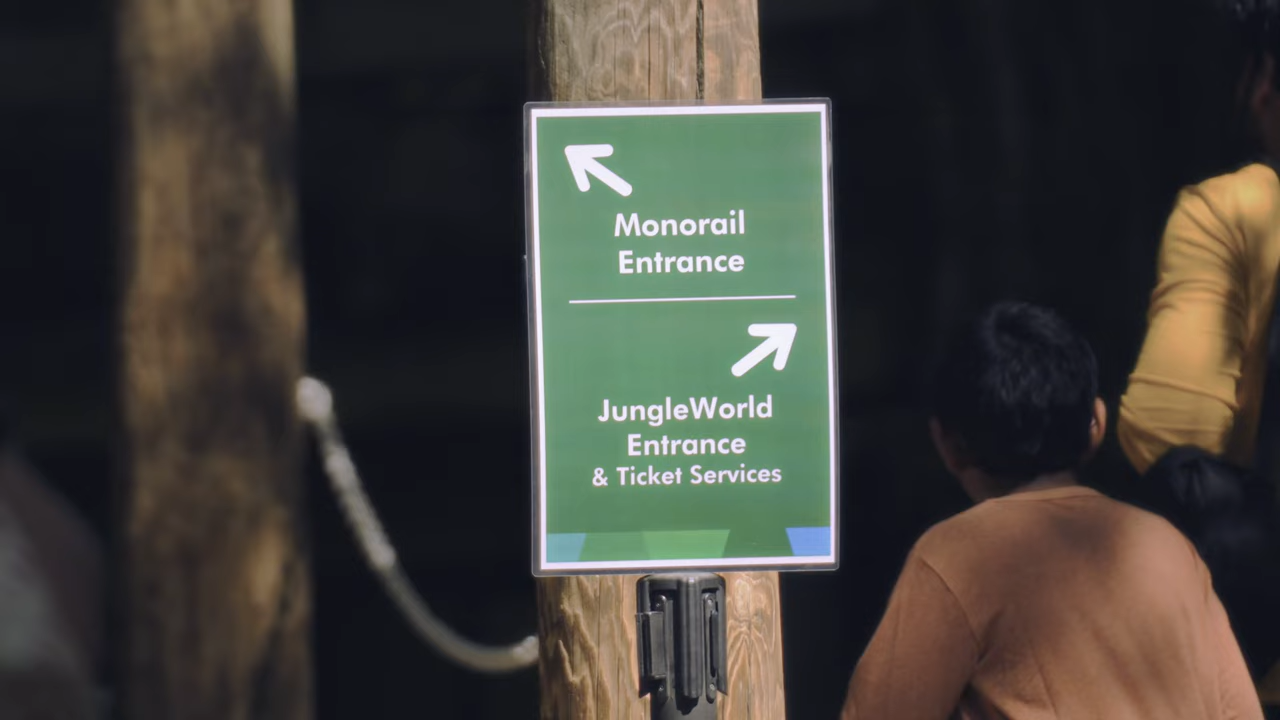 Monorail
Entrance
JungleWorld
Entrance
& Ticket Services